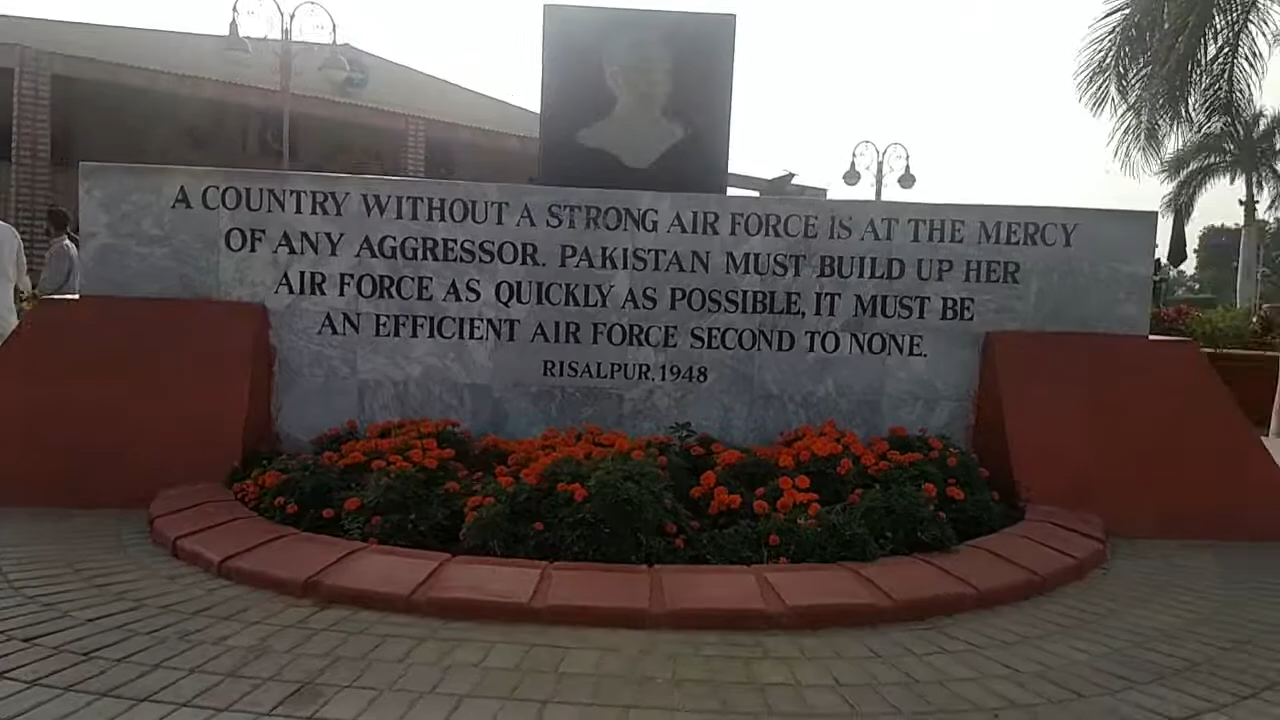 A COUNTRY WITHOUT A STRONG AIR FORCE IS AT THE MERCY
OF ANY AGGRESSOR. PAKISTAN MUST BUILD UP HER
AIR FORCE AS QUICKLY AS POSSIBLE, IT MUST BE
AN EFFICIENT AIR FORCE SECOND TO NONE.
RISALPUR, 1948